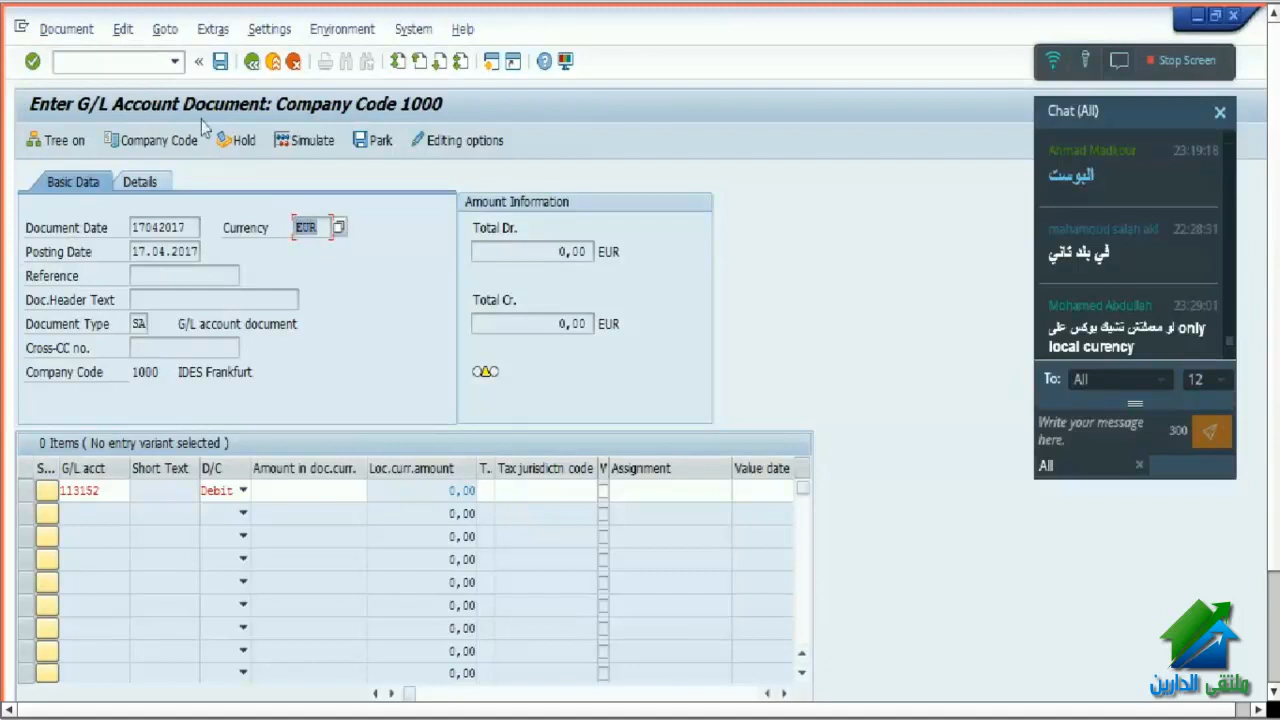 Document Edit Goto Extras Settings Environment System Help
Stop Screen
Enter G/L Account Document: Company Code 1000
Tree on Company Code Hold Simulate Park Editing options
Basic Data Details
Document Date 17042017 Currency EUR
Posting Date 17.04.2017
Reference
Doc.Header Text
Document Type SA G/L account document
Cross-CC no.
Company Code 1000 IDES Frankfurt
Amount Information
Total Dr.
0,00 EUR
Total Cr.
0,00 EUR
0 Items ( No entry variant selected )
S... G/L acct Short Text D/C Amount in doc.curr. Loc.curr.amount T.. Tax jurisdictn code V Assignment Value date
113152 Debit 0,00
0,00
0,00
0,00
0,00
0,00
0,00
0,00
0,00
Chat (All)
Ahmad Madkour 23:19:18
البوست
mahamoud salah akl 22:28:31
في بلد تاني
Mohamed Abdullah 23:29:01
لو معملتش تشيك بوكس على only
local curency
To: All 12
Write your message
here. 300
All
ملتقى الدارين